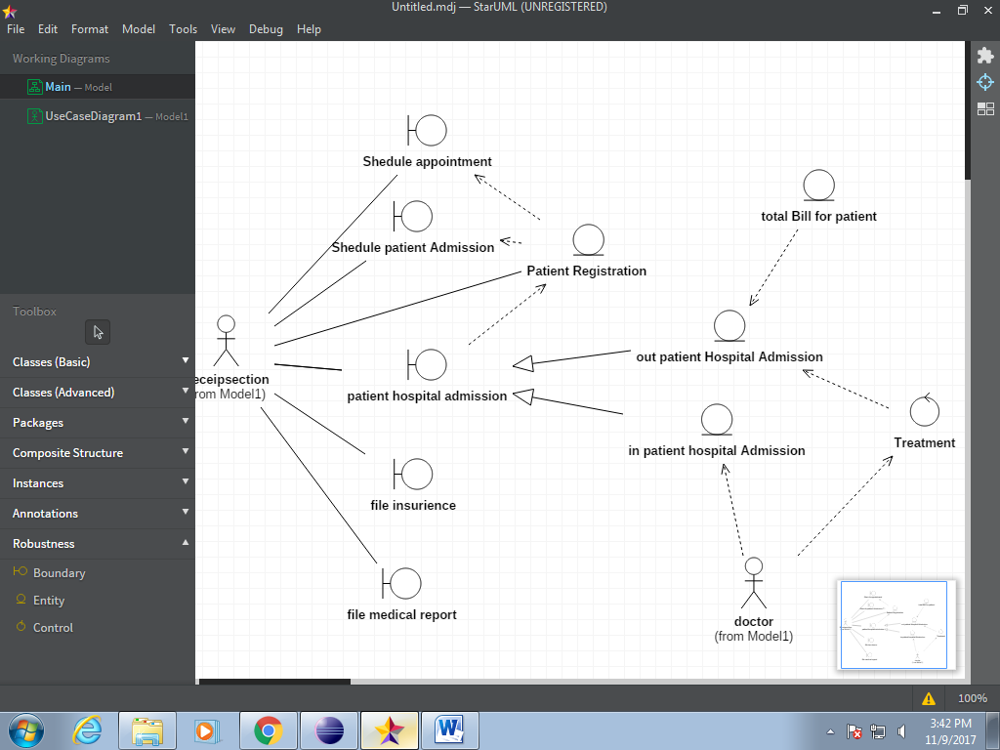 Untitled.mdj — StarUML (UNREGISTERED)
File Edit Format Model Tools View Debug Help
Working Diagrams
Main — Model
UseCaseDiagram1 — Model1
Toolbox
Classes (Basic)
Classes (Advanced)
Packages
Composite Structure
Instances
Annotations
Robustness
Boundary
Entity
Control
Shedule appointment
total Bill for patient
Shedule patient Admission
Patient Registration
out patient Hospital Admission
eceipsection
rom Model1)
patient hospital admission
Treatment
in patient hospital Admission
file insurience
file medical report
doctor
(from Model1)
100%
3:42 PM
11/9/2017